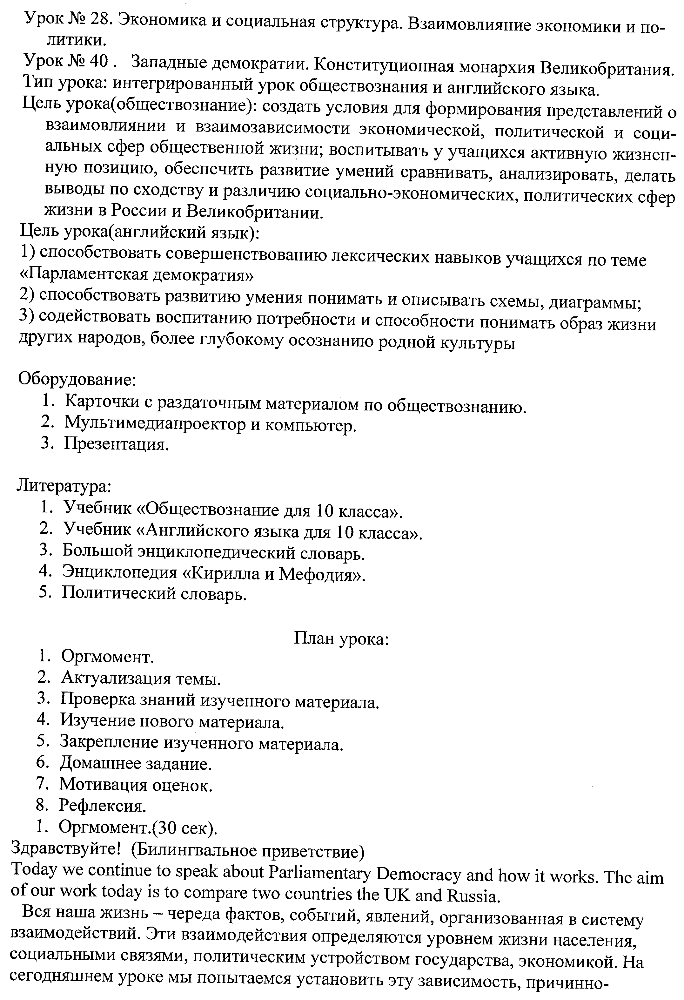 Урок № 28. Экономика и социальная структура. Взаимовлияние экономики и по-
литики.
Урок № 40 . Западные демократии. Конституционная монархия Великобритания.
Тип урока: интегрированный урок обществознания и английского языка.
Цель урока(обществознание): создать условия для формирования представлений о
взаимовлиянии и взаимозависимости экономической, политической и соци-
альных сфер общественной жизни; воспитывать у учащихся активную жизнен-
ную позицию, обеспечить развитие умений сравнивать, анализировать, делать
выводы по сходству и различию социально-экономических, политических сфер
жизни в России и Великобритании.
Цель урока(английский язык):
1) способствовать совершенствованию лексических навыков учащихся по теме
«Парламентская демократия»
2) способствовать развитию умения понимать и описывать схемы, диаграммы;
3) содействовать воспитанию потребности и способности понимать образ жизни
других народов, более глубокому осознанию родной культуры
Оборудование:
1. Карточки с раздаточным материалом по обществознанию.
2. Мультимедиапроектор и компьютер.
3. Презентация.
Литература:
1. Учебник «Обществознание для 10 класса».
2. Учебник «Английского языка для 10 класса».
3. Большой энциклопедический словарь.
4. Энциклопедия «Кирилла и Мефодия».
5. Политический словарь.
План урока:
1. Оргмомент.
2. Актуализация темы.
3. Проверка знаний изученного материала.
4. Изучение нового материала.
5. Закрепление изученного материала.
6. Домашнее задание.
7. Мотивация оценок.
8. Рефлексия.
1. Оргмомент.(30 сек).
Здравствуйте! (Билингвальное приветствие)
Today we continue to speak about Parliamentary Democracy and how it works. The aim
of our work today is to compare two countries the UK and Russia.
Вся наша жизнь – череда фактов, событий, явлений, организованная в систему
взаимодействий. Эти взаимодействия определяются уровнем жизни населения,
социальными связями, политическим устройством государства, экономикой. На
сегодняшнем уроке мы попытаемся установить эту зависимость, причинно-